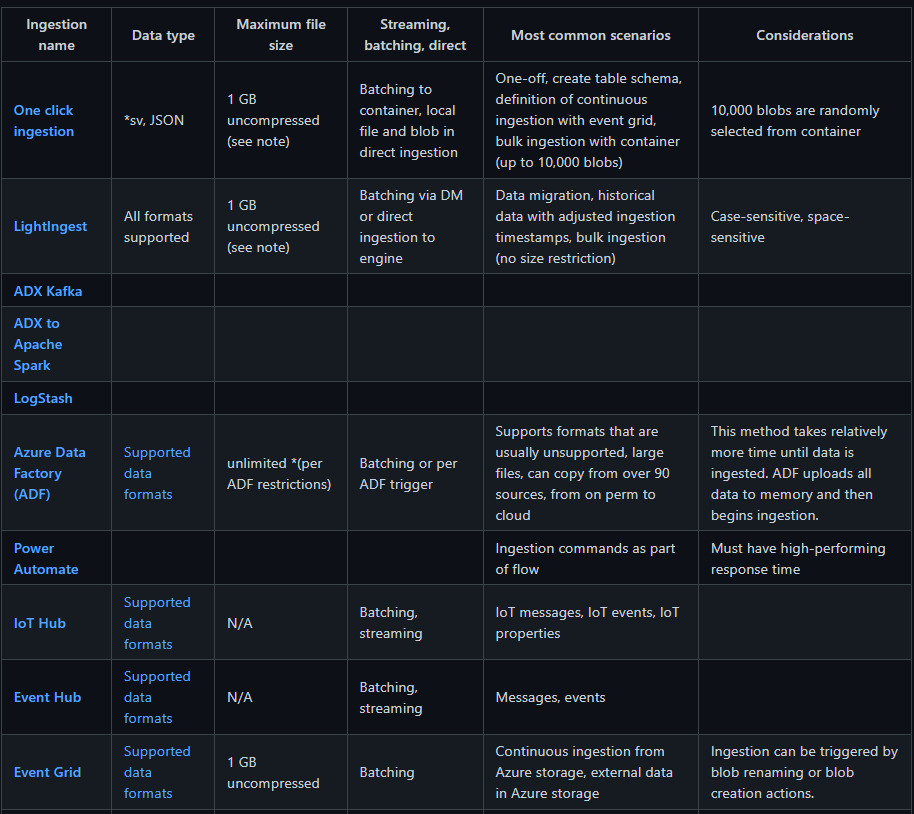 Ingestion
name
Data type
Maximum file
size
Streaming,
batching, direct
Most common scenarios
Considerations
One click
ingestion
*sv, JSON
1 GB
uncompressed
(see note)
Batching to
container, local
file and blob in
direct ingestion
One-off, create table schema,
definition of continuous
ingestion with event grid,
bulk ingestion with container
(up to 10,000 blobs)
10,000 blobs are randomly
selected from container
LightIngest
All formats
supported
1 GB
uncompressed
(see note)
Batching via DM
or direct
ingestion to
engine
Data migration, historical
data with adjusted ingestion
timestamps, bulk ingestion
(no size restriction)
Case-sensitive, space-
sensitive
ADX Kafka
ADX to
Apache
Spark
LogStash
Azure Data
Factory
(ADF)
Supported
data
formats
unlimited *(per
ADF restrictions)
Batching or per
ADF trigger
Supports formats that are
usually unsupported, large
files, can copy from over 90
sources, from on perm to
cloud
This method takes relatively
more time until data is
ingested. ADF uploads all
data to memory and then
begins ingestion.
Power
Automate
Ingestion commands as part
of flow
Must have high-performing
response time
IoT Hub
Supported
data
formats
N/A
Batching,
streaming
IoT messages, IoT events, IoT
properties
Event Hub
Supported
data
formats
N/A
Batching,
streaming
Messages, events
Event Grid
Supported
data
formats
1 GB
uncompressed
Batching
Continuous ingestion from
Azure storage, external data
in Azure storage
Ingestion can be triggered by
blob renaming or blob
creation actions.